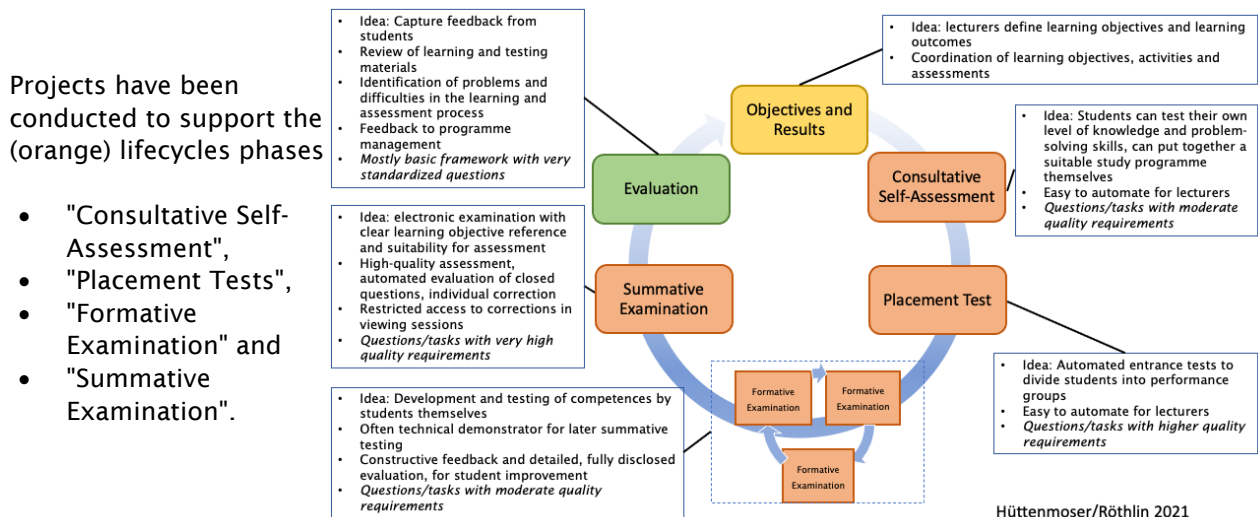 Projects have been
conducted to support the
(orange) lifecycles phases
• "Consultative Self-
Assessment",
• "Placement Tests",
• "Formative
Examination" and
• "Summative
Examination".
• Idea: Capture feedback from
students
• Review of learning and testing
materials
• Identification of problems and
difficulties in the learning and
assessment process
• Feedback to programme
management
• Mostly basic framework with very
standardized questions
• Idea: lecturers define learning objectives and learning
outcomes
• Coordination of learning objectives, activities and
assessments
Objectives and
Results
• Idea: Students can test their own
level of knowledge and problem-
solving skills, can put together a
suitable study programme
themselves
• Easy to automate for lecturers
• Questions/tasks with moderate
quality requirements
Evaluation
Consultative
Self-Assessment
• Idea: electronic examination with
clear learning objective reference
and suitability for assessment
• High-quality assessment,
automated evaluation of closed
questions, individual correction
• Restricted access to corrections in
viewing sessions
• Questions/tasks with very high
quality requirements
Summative
Examination
Placement Test
• Idea: Automated entrance tests to
divide students into performance
groups
• Easy to automate for lecturers
• Questions/tasks with higher quality
requirements
• Idea: Development and testing of competences by
students themselves
• Often technical demonstrator for later summative
testing
• Constructive feedback and detailed, fully disclosed
evaluation, for student improvement
• Questions/tasks with moderate quality
requirements
Formative
Examination
Formative
Examination
Formative
Examination
Hüttenmoser/Röthlin 2021